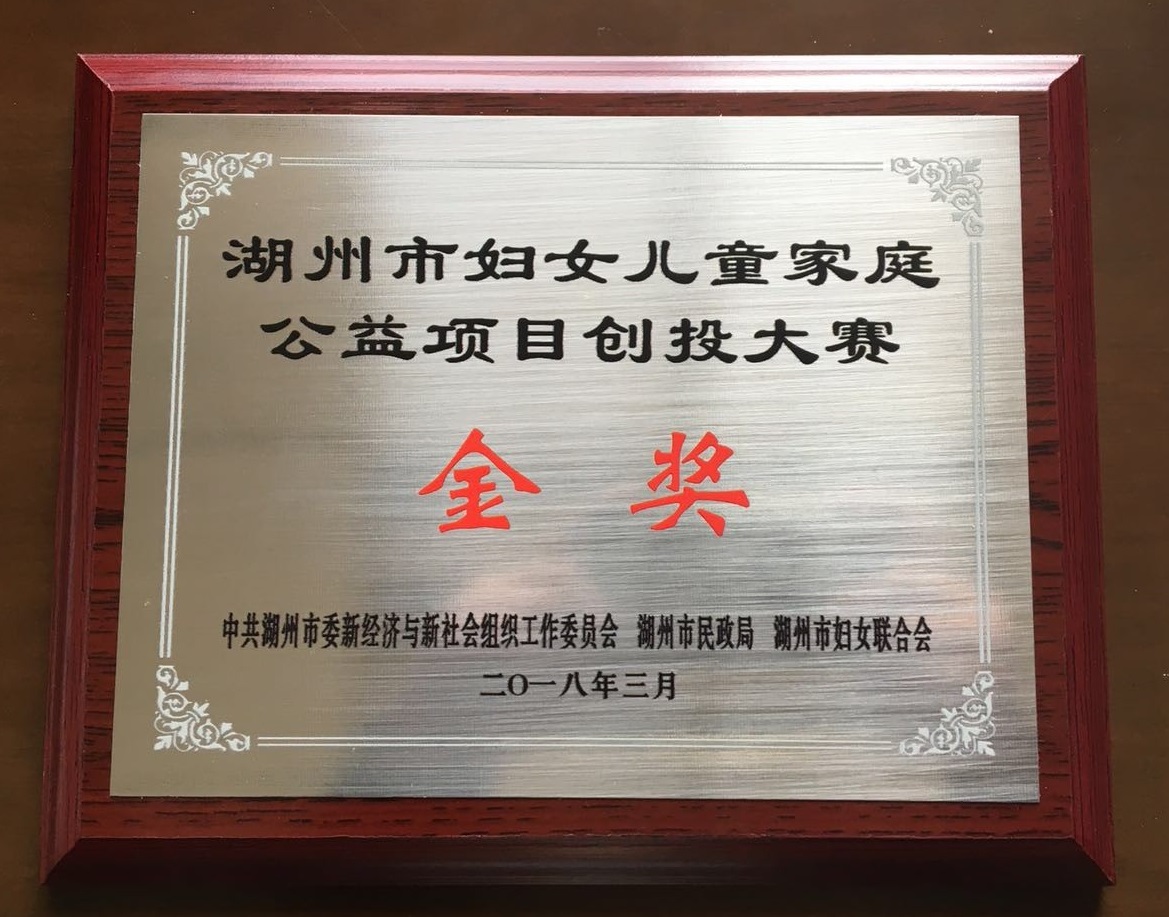 湖州市妇女儿童家庭
公益项目创投大赛
金 奖
中共湖州市委新经济与新社会组织工作委员会 湖州市民政局 湖州市妇女联合会
二〇一八年三月